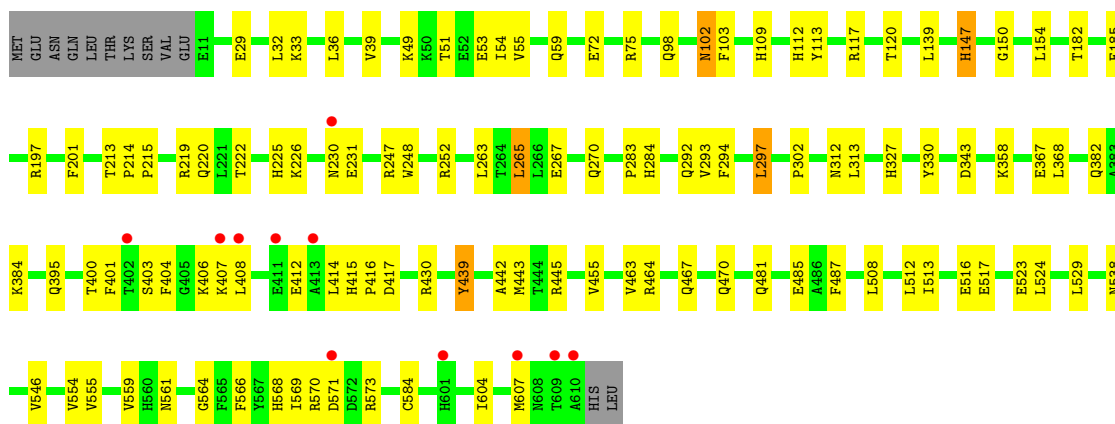 MET GLU ASN GLN LEU THR LYS SER VAL GLU E11 E29 L32 K33 L36 V39 K49 K50 T51 E52 E53 I54 V55 Q59 E72 R75 Q98 N102 F103 H109 H112 Y113 R117 T120 L139 H147 G150 L154 T182
R197 F201 T213 P214 P215 R219 Q220 L221 T222 H225 K226 N230 E231 R247 W248 R252 L263 T264 L265 L266 E267 Q270 P283 H284 Q292 V293 F294 L297 P302 N312 L313 H327 Y330 D343 K358 E367 L368 Q382 A383
K384 Q395 T400 F401 T402 S403 F404 G405 K406 K407 L408 E411 E412 A413 L414 H415 P416 D417 R430 Y439 A442 M443 T444 R445 V455 V463 R464 Q467 Q470 Q481 E485 A486 F487 L508 L512 I513 E516 E517 E523 L524 L529 N538
V546 V554 V555 V559 H560 N561 G564 F565 F566 Y567 H568 I569 R570 D571 D572 R573 C584 H601 I604 M607 N608 T609 A610 HIS LEU